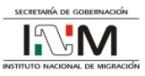 SECRETARÍA DE GOBERNACIÓN
INM
INSTITUTO NACIONAL DE MIGRACIÓN